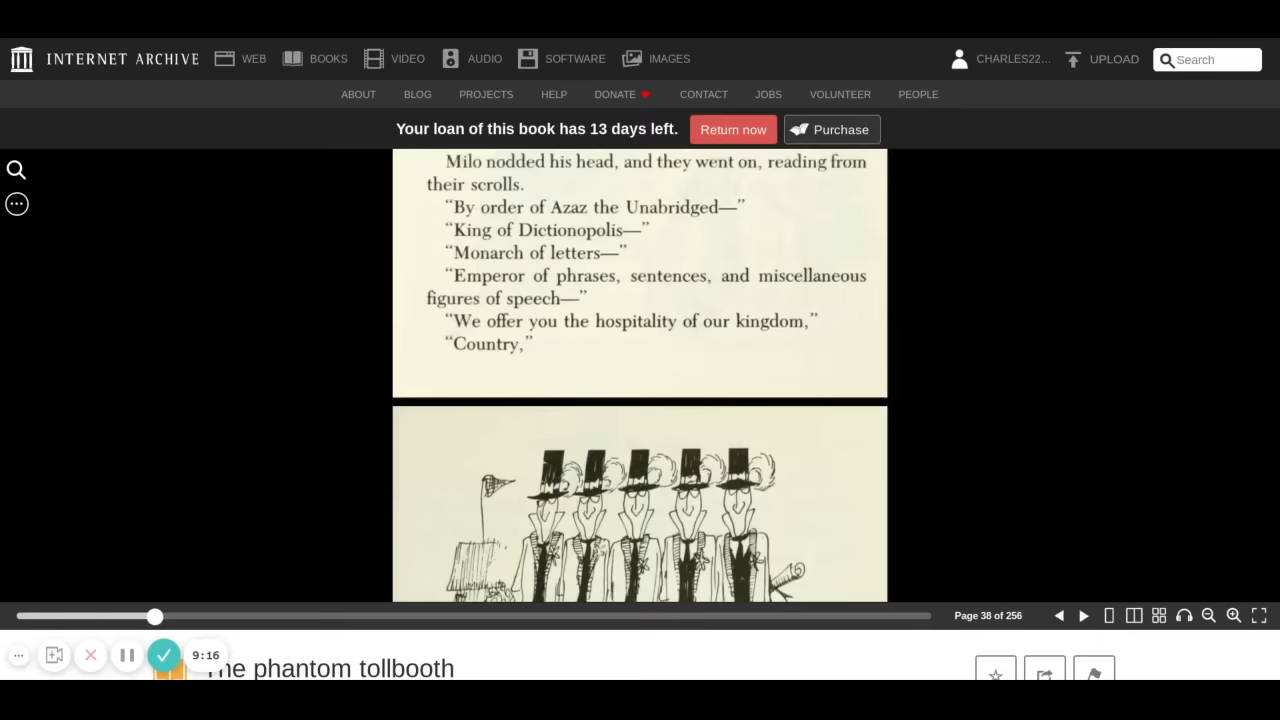 INTERNET ARCHIVE
WEB
BOOKS
VIDEO
AUDIO
SOFTWARE
IMAGES
CHARLES22...
UPLOAD
Search
ABOUT
BLOG
PROJECTS
HELP
DONATE
CONTACT
JOBS
VOLUNTEER
PEOPLE
Your loan of this book has 13 days left.
Return now
Purchase
Milo nodded his head, and they went on, reading from
their scrolls.
“By order of Azaz the Unabridged—”
“King of Dictionopolis—”
“Monarch of letters—”
“Emperor of phrases, sentences, and miscellaneous
figures of speech—”
“We offer you the hospitality of our kingdom,”
“Country,”
Page 38 of 256
9:16
The phantom tollbooth